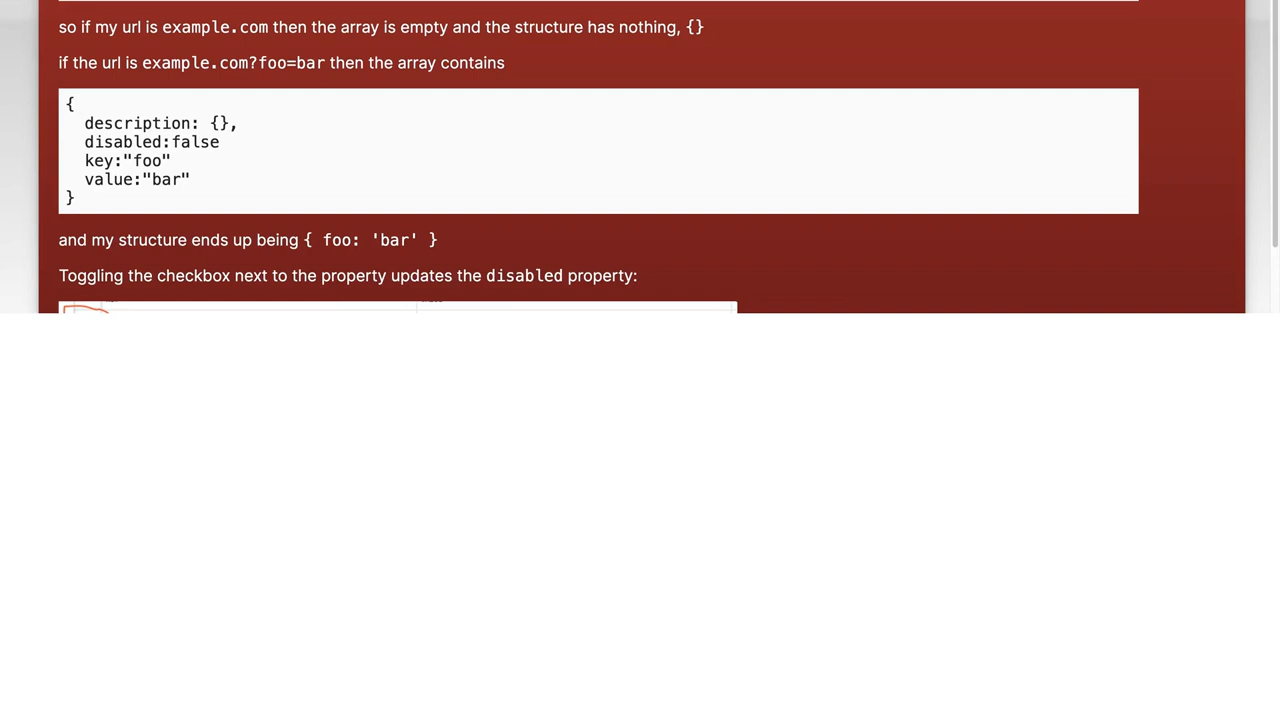 so if my url is example.com then the array is empty and the structure has nothing, {}
if the url is example.com?foo=bar then the array contains
{
  description: {},
  disabled:false
  key:"foo"
  value:"bar"
}
and my structure ends up being { foo: 'bar' }
Toggling the checkbox next to the property updates the disabled property: